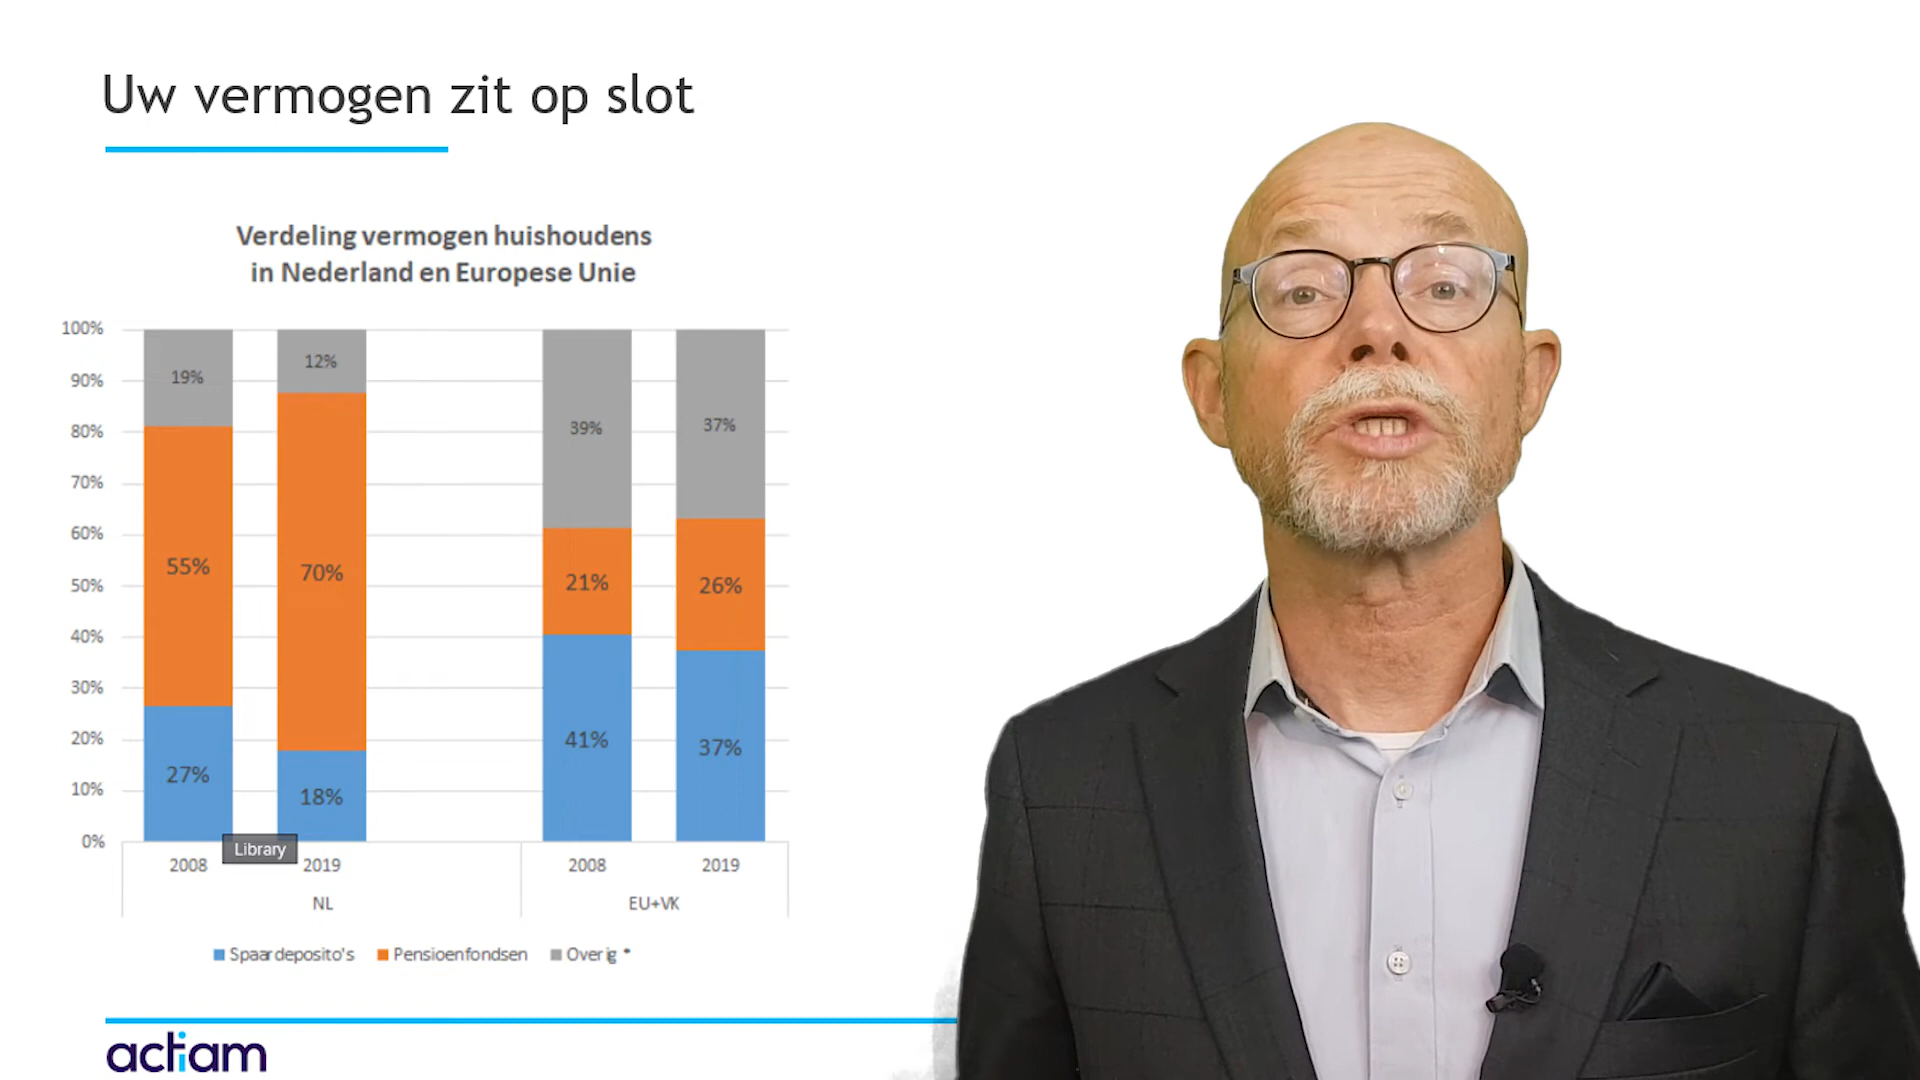 Uw vermogen zit op slot
Verdeling vermogen huishoudens
in Nederland en Europese Unie
100%
90%
80%
70%
60%
50%
40%
30%
20%
10%
0%
19%
12%
39%
37%
55%
70%
21%
26%
27%
18%
41%
37%
Library
2008
2019
2008
2019
NL
EU+VK
Spaardeposito's
Pensioenfondsen
Overig *
actiam